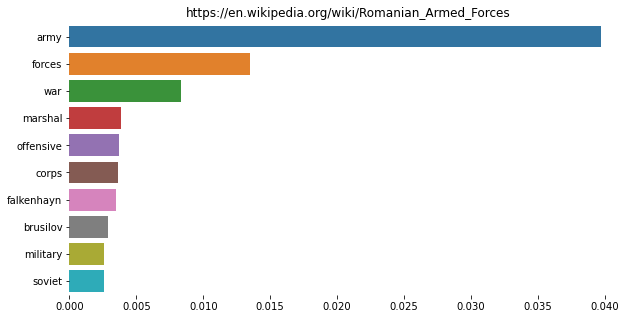 https://en.wikipedia.org/wiki/Romanian_Armed_Forces
army
forces
war
marshal
offensive
corps
falkenhayn
brusilov
military
soviet
0.000 0.005 0.010 0.015 0.020 0.025 0.030 0.035 0.040